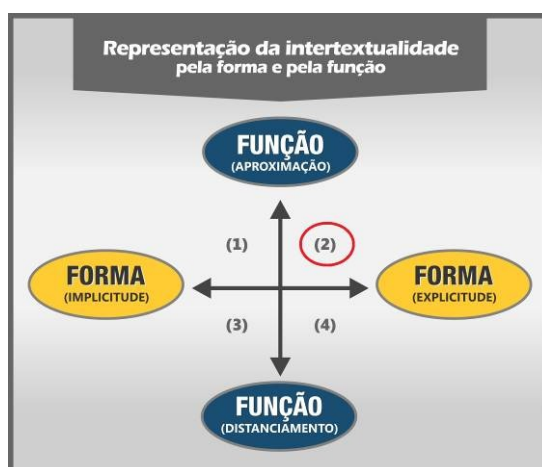 Representação da intertextualidade
pela forma e pela função
FUNÇÃO
(APROXIMAÇÃO)
(1)
(2)
FORMA
(IMPLICITUDE)
FORMA
(EXPLICITUDE)
(3)
(4)
FUNÇÃO
(DISTANCIAMENTO)